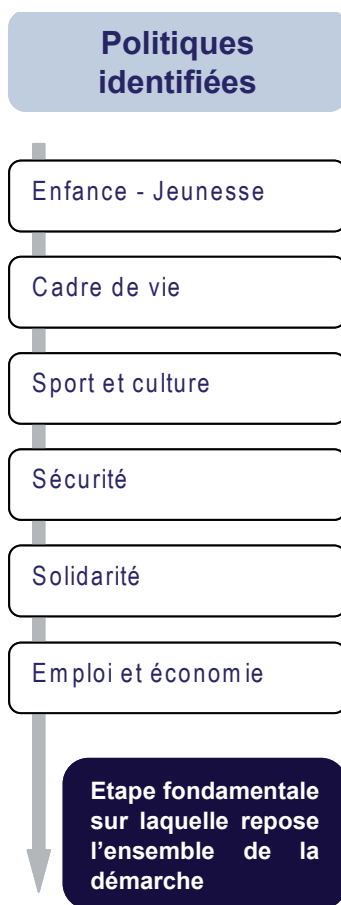 Politiques
identifiées
Enfance - Jeunesse
Cadre de vie
Sport et culture
Sécurité
Solidarité
Emploi et économie
Etape fondamentale
sur laquelle repose
l’ensemble de la
démarche